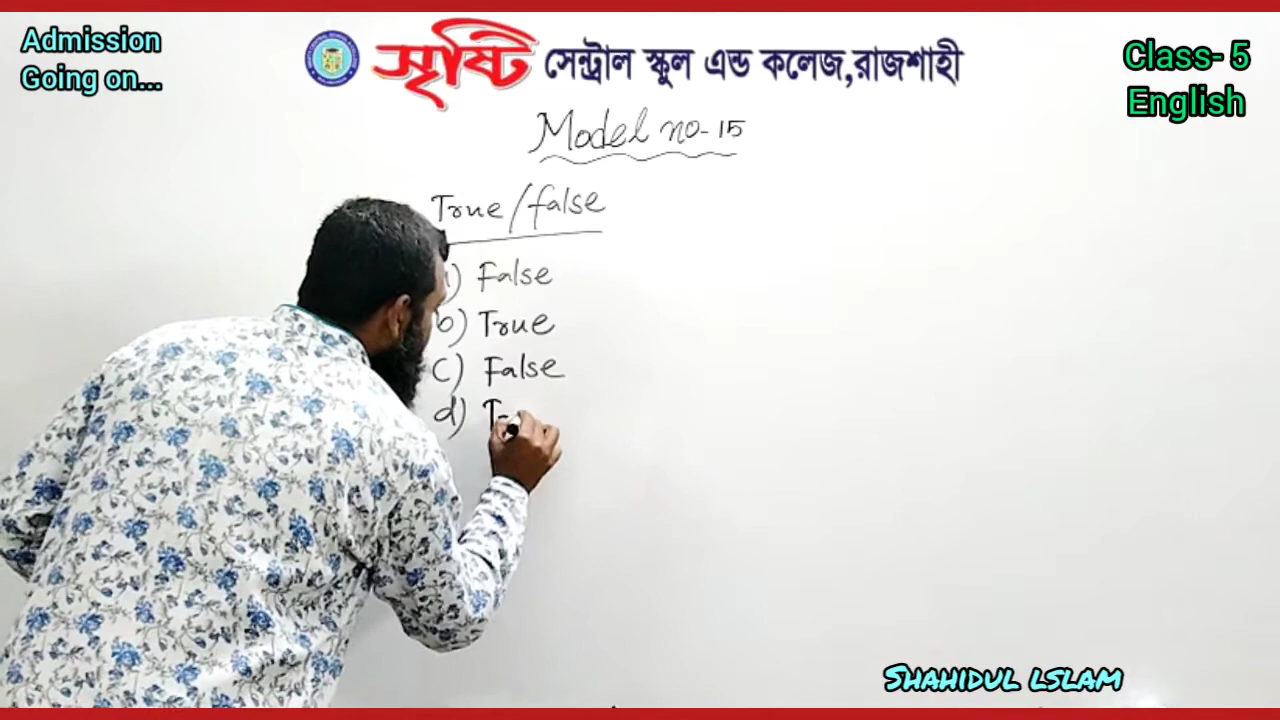 Admission
Going on...
সৃষ্টি সেন্ট্রাল স্কুল এন্ড কলেজ,রাজশাহী
Class- 5
English
Model no- 15
True/false
) False
b) True
c) False
d) T
Shahidul lslam